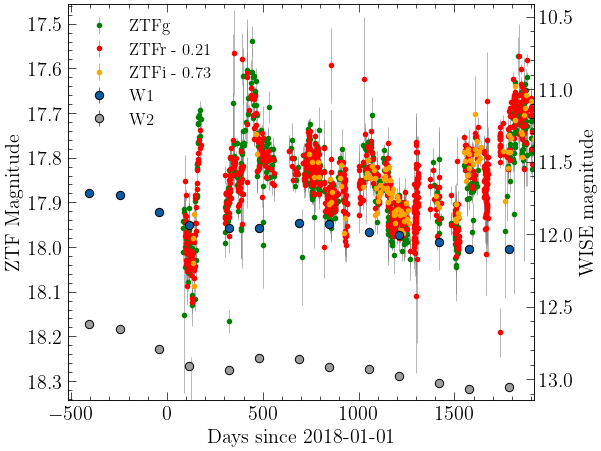 ZTFg
ZTFr - 0.21
ZTFi - 0.73
W1
W2
ZTF Magnitude
17.5
17.6
17.7
17.8
17.9
18.0
18.1
18.2
18.3
WISE magnitude
10.5
11.0
11.5
12.0
12.5
13.0
−500
0
500
1000
1500
Days since 2018-01-01